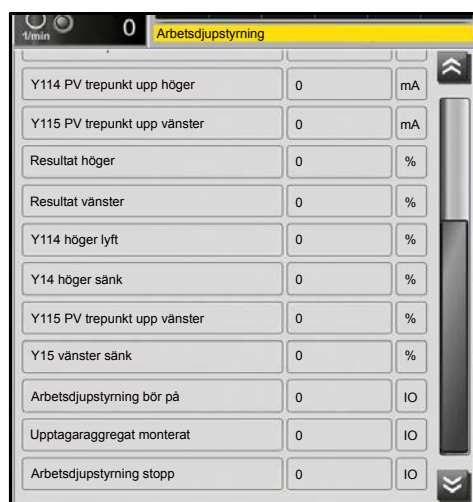 1/min 0 Arbetsdjupstyrning
Y114 PV trepunkt upp höger 0 mA
Y115 PV trepunkt upp vänster 0 mA
Resultat höger 0 %
Resultat vänster 0 %
Y114 höger lyft 0 %
Y14 höger sänk 0 %
Y115 PV trepunkt upp vänster 0 %
Y15 vänster sänk 0 %
Arbetsdjupstyrning bör på 0 IO
Upptagaraggregat monterat 0 IO
Arbetsdjupstyrning stopp 0 IO